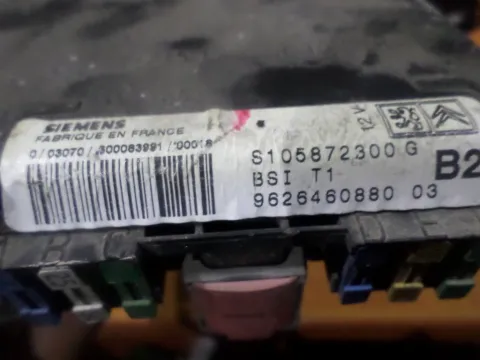 SIEMENS
FABRIQUE EN FRANCE
0/03070/300083991/00018
12 V
S105872300 G
B2
BSI T1
9626460880 03
B C